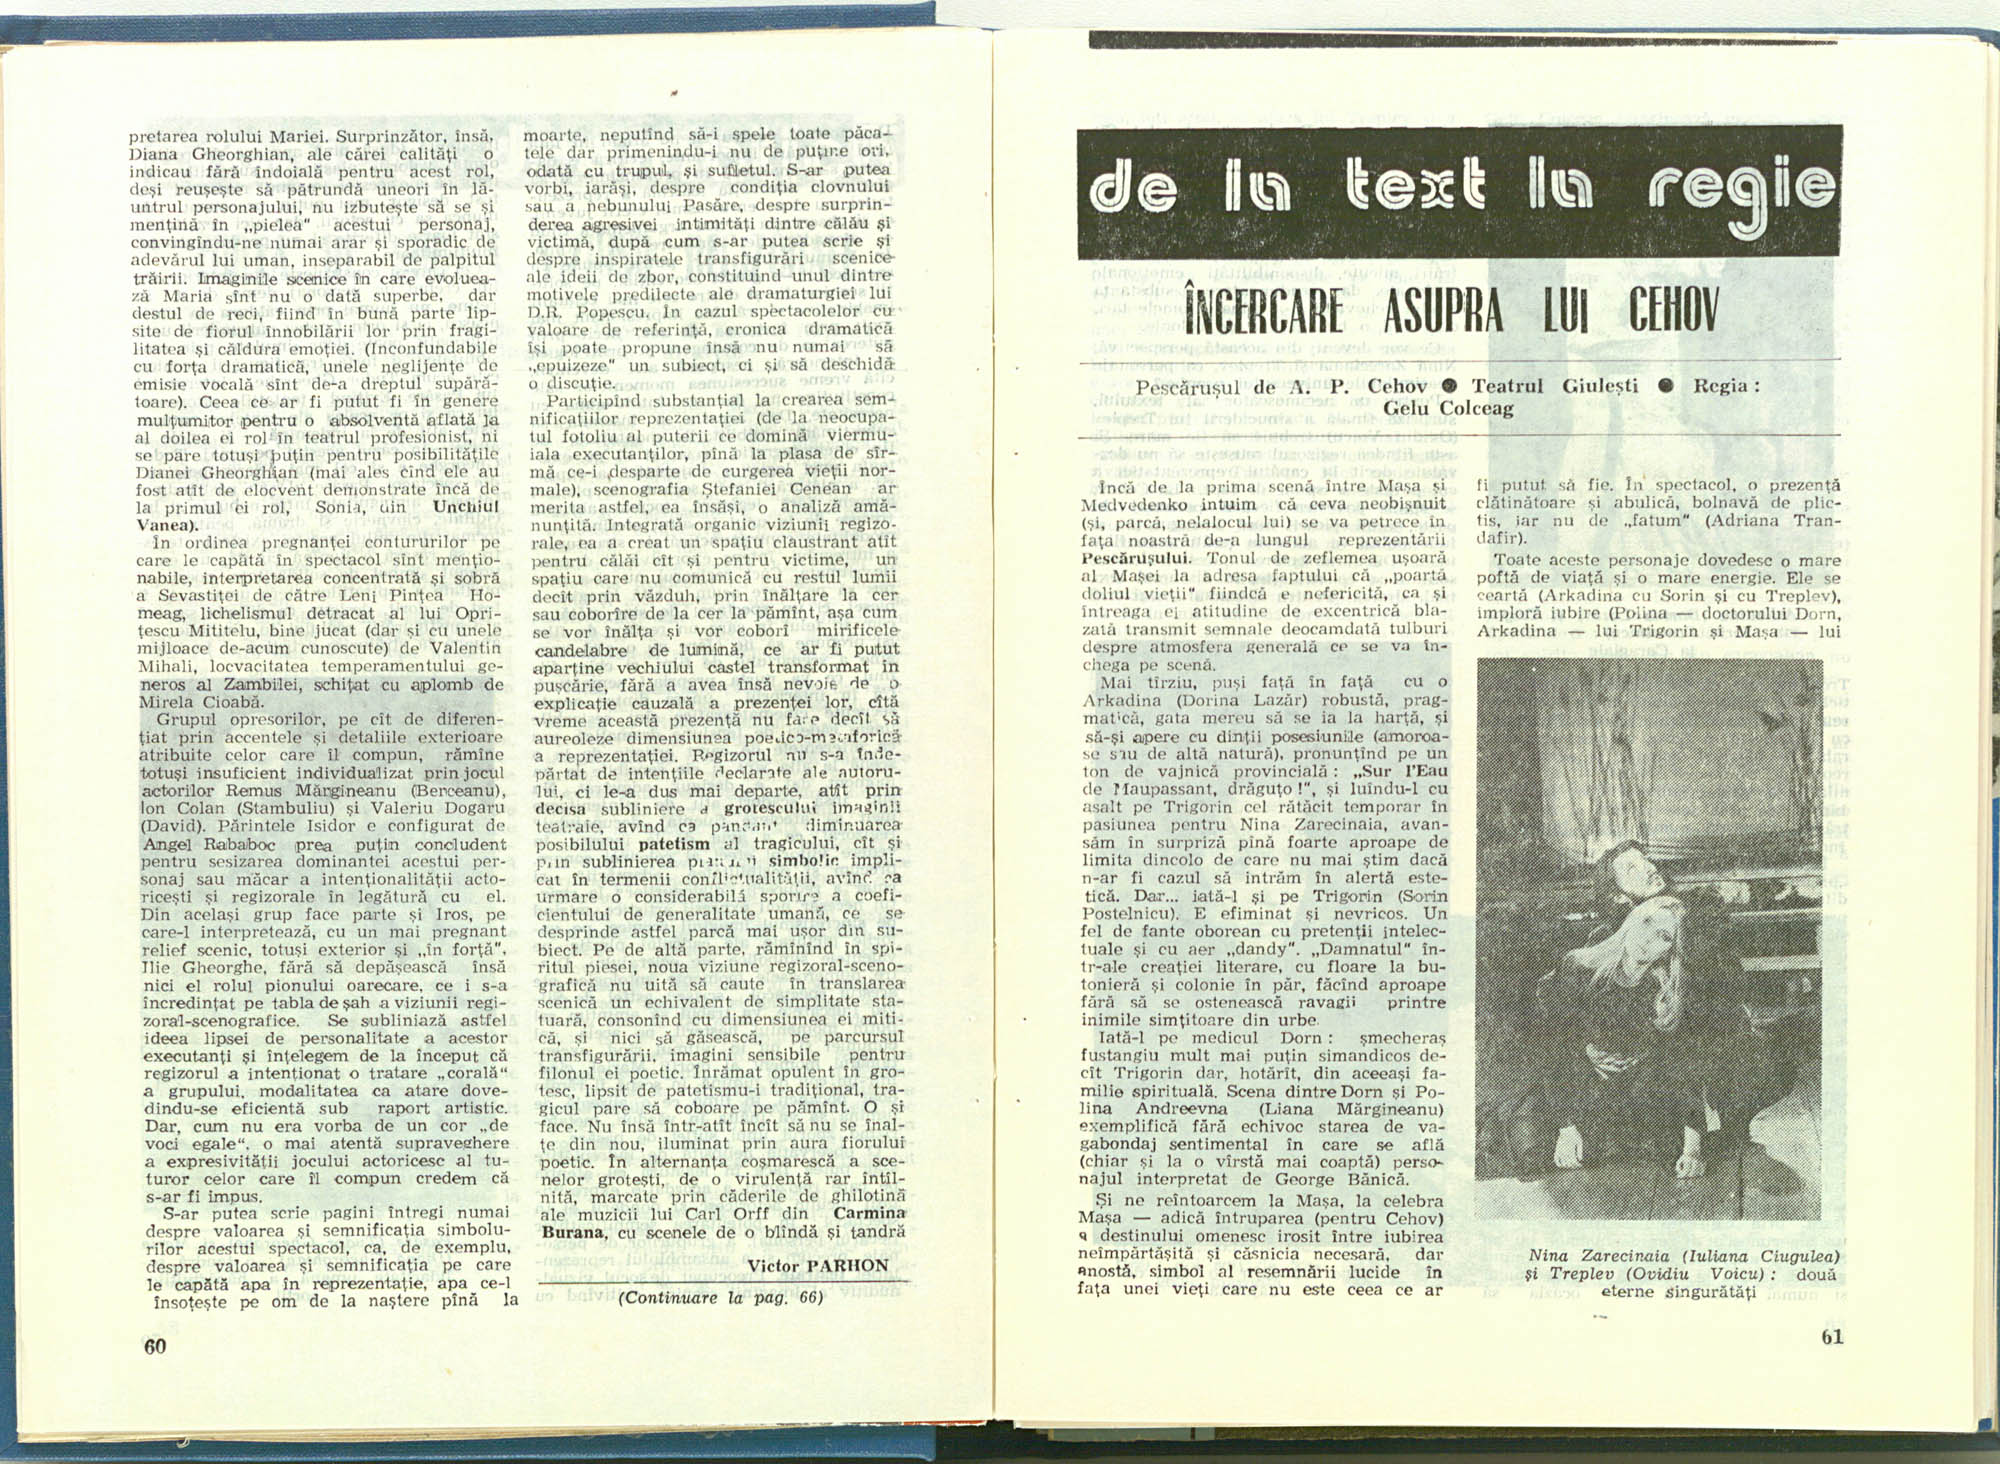 pretarea rolului Mariei. Surprinzător, însă,
Diana Gheorghian, ale cărei calități o
indicau fără îndoială pentru acest rol,
deși reușește să pătrundă uneori în lă-
untrul personajului, nu izbutește să se și
mențină în „pielea" acestui personaj,
convingîndu-ne numai arar și sporadic de
adevărul lui uman, inseparabil de palpitul
trăirii. Imaginile scenice în care evoluea-
ză Maria sînt nu o dată superbe, dar
destul de reci, fiind în bună parte lip-
site de fiorul înnobilării lor prin fragi-
litatea și căldura emoției. (Inconfundabile
cu forța dramatică, unele neglijențe de
emisie vocală sînt de-a dreptul supără-
toare). Ceea ce ar fi putut fi în genere
mulțumitor pentru o absolventă aflată la
al doilea ei rol în teatrul profesionist, ni
se pare totuși puțin pentru posibilitățile
Dianei Gheorghian (mai ales cînd ele au
fost atît de elocvent demonstrate încă de
la primul ei rol, Sonia, din Unchiul
Vanea).
În ordinea pregnanței contururilor pe
care le capătă în spectacol sînt mențio-
nabile, interpretarea concentrată și sobră
a Sevastiței de către Leni Pințea Ho-
meag, lichelismul detracat al lui Opri-
țescu Mititelu, bine jucat (dar și cu unele
mijloace de-acum cunoscute) de Valentin
Mihali, locvacitatea temperamentului ge-
neros al Zambilei, schițat cu aplomb de
Mirela Cioabă.
Grupul opresorilor, pe cît de diferen-
țiat prin accentele și detaliile exterioare
atribuite celor care îl compun, rămîne
totuși insuficient individualizat prin jocul
actorilor Remus Mărgineanu (Berceanu),
Ion Colan (Stambuliu) și Valeriu Dogaru
(David). Părintele Isidor e configurat de
Angel Rababoc prea puțin concludent
pentru sesizarea dominantei acestui per-
sonaj sau măcar a intenționalității acto-
ricești și regizorale în legătură cu el.
Din același grup face parte și Iros, pe
care-l interpretează, cu un mai pregnant
relief scenic, totuși exterior și „în forță",
Ilie Gheorghe, fără să depășească însă
nici el rolul pionului oarecare, ce i s-a
încredințat pe tabla de șah a viziunii regi-
zoral-scenografice. Se subliniază astfel
ideea lipsei de personalitate a acestor
executanți și înțelegem de la început că
regizorul a intenționat o tratare „corală"
a grupului, modalitatea ca atare dove-
dindu-se eficientă sub raport artistic.
Dar, cum nu era vorba de un cor „de
voci egale", o mai atentă supraveghere
a expresivității jocului actoricesc al tu-
turor celor care îl compun credem că
s-ar fi impus.
S-ar putea scrie pagini întregi numai
despre valoarea și semnificația simbolu-
rilor acestui spectacol, ca, de exemplu,
despre valoarea și semnificația pe care
le capătă apa în reprezentație, apa ce-l
însoțește pe om de la naștere pînă la
moarte, neputînd să-i spele toate păca-
tele dar primenindu-i nu de puține ori,
odată cu trupul, și sufletul. S-ar putea
vorbi, iarăși, despre condiția clovnului
sau a nebunului Pasăre, despre surprin-
derea agresivei intimități dintre călău și
victimă, după cum s-ar putea scrie și
despre inspiratele transfigurări scenice
ale ideii de zbor, constituind unul dintre
motivele predilecte ale dramaturgiei lui
D.R. Popescu. În cazul spectacolelor cu
valoare de referință, cronica dramatică
își poate propune însă nu numai să
„epuizeze" un subiect, ci și să deschidă
o discuție.
Participînd substanțial la crearea sem-
nificațiilor reprezentației (de la neocupa-
tul fotoliu al puterii ce domină viermu-
iala executanților, pînă la plasa de sîr-
mă ce-i desparte de curgerea vieții nor-
male), scenografia Ștefaniei Cenean ar
merita astfel, ea însăși, o analiză amă-
nunțită. Integrată organic viziunii regizo-
rale, ea a creat un spațiu claustrant atît
pentru călăi cît și pentru victime, un
spațiu care nu comunică cu restul lumii
decît prin văzduh, prin înălțare la cer
sau coborîre de la cer la pămînt, așa cum
se vor înălța și vor coborî mirificele
candelabre de lumină, ce ar fi putut
aparține vechiului castel transformat în
pușcărie, fără a avea însă nevoie de o
explicație cauzală a prezenței lor, cîtă
vreme această prezență nu face decît să
aureoleze dimensiunea poetico-metaforică
a reprezentației. Regizorul nu s-a înde-
părtat de intențiile declarate ale autoru-
lui, ci le-a dus mai departe, atît prin
decisa subliniere a grotescului imaginii
teatrale, avînd ca pandant diminuarea
posibilului patetism al tragicului, cît și
prin sublinierea planului simbolic impli-
cat în termenii conflictualității, avînd ca
urmare o considerabilă sporire a coefi-
cientului de generalitate umană, ce se
desprinde astfel parcă mai ușor din su-
biect. Pe de altă parte, rămînînd în spi-
ritul piesei, noua viziune regizoral-sceno-
grafică nu uită să caute în translarea
scenică un echivalent de simplitate sta-
tuară, consonînd cu dimensiunea ei miti-
că, și nici să găsească, pe parcursul
transfigurării, imagini sensibile pentru
filonul ei poetic. Înrămat opulent în gro-
tesc, lipsit de patetismu-i tradițional, tra-
gicul pare să coboare pe pămînt. O și
face. Nu însă într-atît încît să nu se înal-
țe din nou, iluminat prin aura fiorului
poetic. În alternanța coșmarescă a sce-
nelor grotești, de o virulență rar întîl-
nită, marcate prin căderile de ghilotină
ale muzicii lui Carl Orff din Carmina
Burana, cu scenele de o blîndă și tandră
Victor PARHON
(Continuare la pag. 66)
60
de la text la regie
ÎNCERCARE ASUPRA LUI CEHOV
Pescărușul de A. P. Cehov ● Teatrul Giulești ● Regia :
Gelu Colceag
Încă de la prima scenă între Mașa și
Medvedenko intuim că ceva neobișnuit
(și, parcă, nelalocul lui) se va petrece în
fața noastră de-a lungul reprezentării
Pescărușului. Tonul de zeflemea ușoară
al Mașei la adresa faptului că „poartă
doliul vieții" fiindcă e nefericită, ca și
întreaga ei atitudine de excentrică bla-
zată transmit semnale deocamdată tulburi
despre atmosfera generală ce se va în-
chega pe scenă.
Mai tîrziu, puși față în față cu o
Arkadina (Dorina Lazăr) robustă, prag-
matică, gata mereu să se ia la harță, și
să-și apere cu dinții posesiunile (amoroa-
se sau de altă natură), pronunțînd pe un
ton de vajnică provincială : „Sur l'Eau
de Maupassant, drăguțo !", și luîndu-l cu
asalt pe Trigorin cel rătăcit temporar în
pasiunea pentru Nina Zarecinaia, avan-
săm în surpriză pînă foarte aproape de
limita dincolo de care nu mai știm dacă
n-ar fi cazul să intrăm în alertă este-
tică. Dar... iată-l și pe Trigorin (Sorin
Postelnicu). E efiminat și nevricos. Un
fel de fante oborean cu pretenții intelec-
tuale și cu aer „dandy". „Damnatul" în-
tr-ale creației literare, cu floare la bu-
tonieră și colonie în păr, făcînd aproape
fără să se ostenească ravagii printre
inimile simțitoare din urbe.
Iată-l pe medicul Dorn : șmecheraș
fustangiu mult mai puțin simandicos de-
cît Trigorin dar, hotărît, din aceeași fa-
milie spirituală. Scena dintre Dorn și Po-
lina Andreevna (Liana Mărgineanu)
exemplifică fără echivoc starea de va-
gabondaj sentimental în care se află
(chiar și la o vîrstă mai coaptă) perso-
najul interpretat de George Bănică.
Și ne reîntoarcem la Mașa, la celebra
Mașa — adică întruparea (pentru Cehov)
a destinului omenesc irosit între iubirea
neîmpărtășită și căsnicia necesară, dar
anostă, simbol al resemnării lucide în
fața unei vieți care nu este ceea ce ar
fi putut să fie. În spectacol, o prezență
clătinătoare și abulică, bolnavă de plic-
tis, iar nu de „fatum" (Adriana Tran-
dafir).
Toate aceste personaje dovedesc o mare
poftă de viață și o mare energie. Ele se
ceartă (Arkadina cu Sorin și cu Treplev),
imploră iubire (Polina — doctorului Dorn,
Arkadina — lui Trigorin și Mașa — lui
Nina Zarecinaia (Iuliana Ciugulea)
și Treplev (Ovidiu Voicu) : două
eterne singurătăți
61